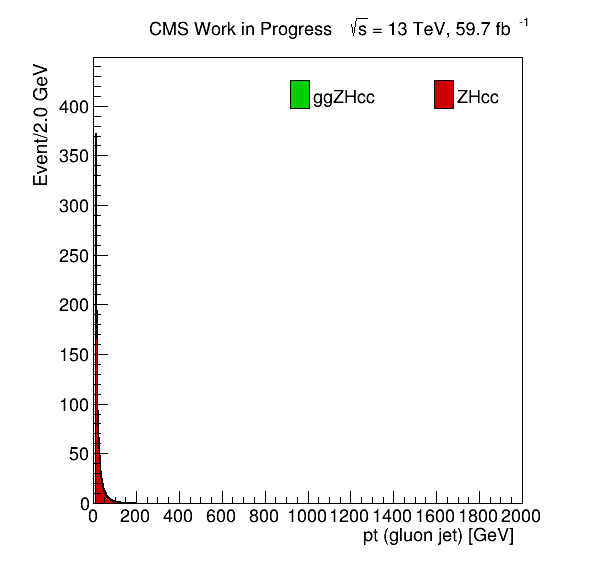 CMS Work in Progress √s = 13 TeV, 59.7 fb -1
Event/2.0 GeV
ggZHcc
ZHcc
400
350
300
250
200
150
100
50
0
0 200 400 600 800 1000 1200 1400 1600 1800 2000
pt (gluon jet) [GeV]